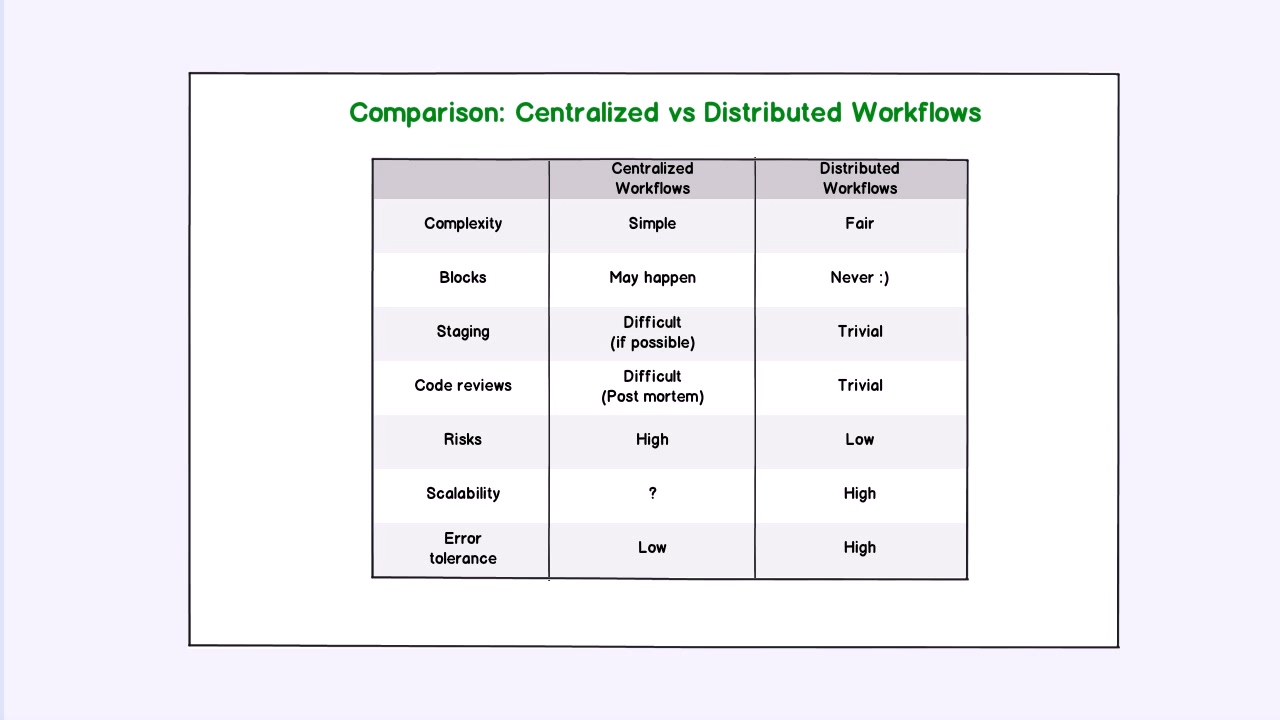 Comparison: Centralized vs Distributed Workflows
Centralized Workflows Distributed Workflows
Complexity Simple Fair
Blocks May happen Never :)
Staging Difficult (if possible) Trivial
Code reviews Difficult (Post mortem) Trivial
Risks High Low
Scalability ? High
Error tolerance Low High